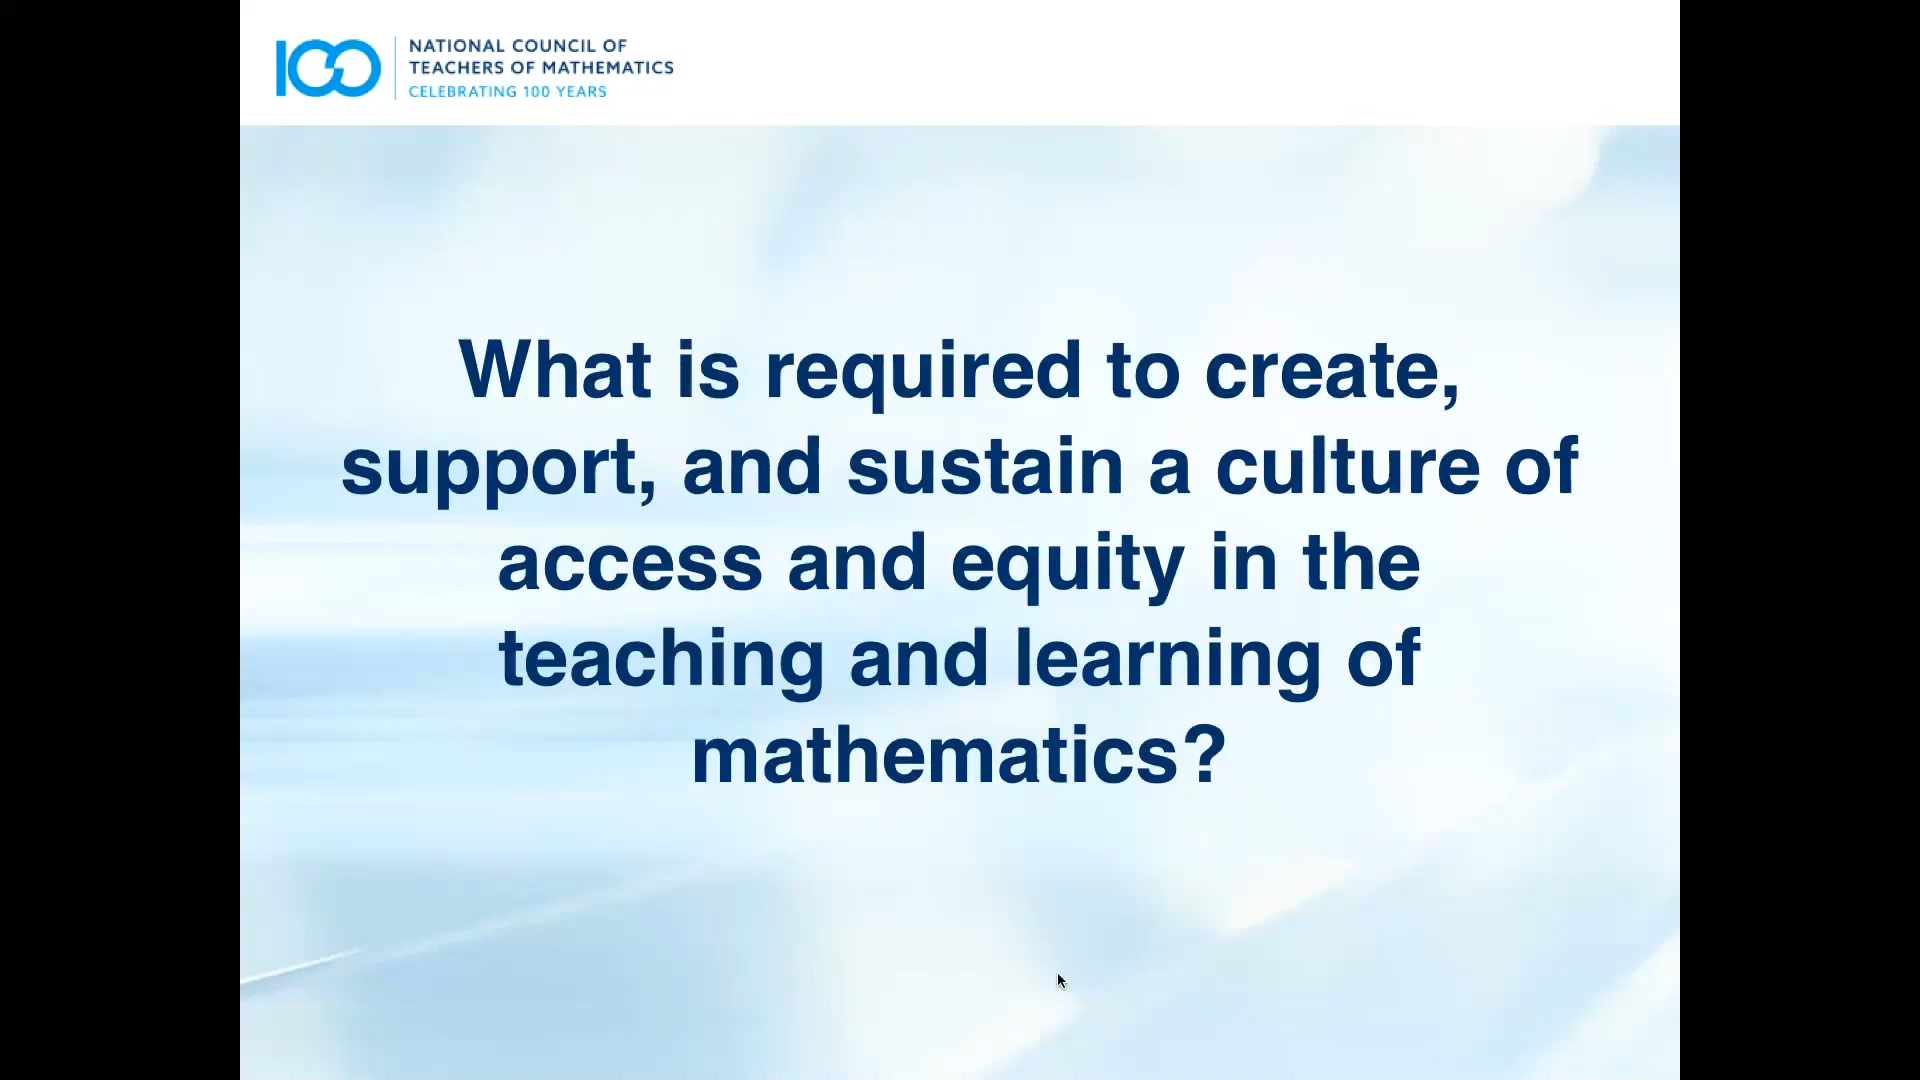 100
NATIONAL COUNCIL OF
TEACHERS OF MATHEMATICS
CELEBRATING 100 YEARS
What is required to create,
support, and sustain a culture of
access and equity in the
teaching and learning of
mathematics?